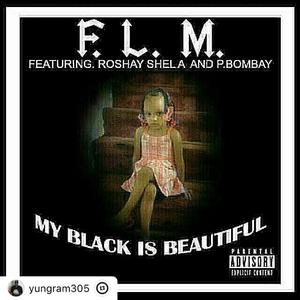 F. L. M.
FEATURING. ROSHAY SHELA AND P.BOMBAY
MY BLACK IS BEAUTIFUL
PARENTAL
ADVISORY
EXPLICIT CONTENT
yungram305